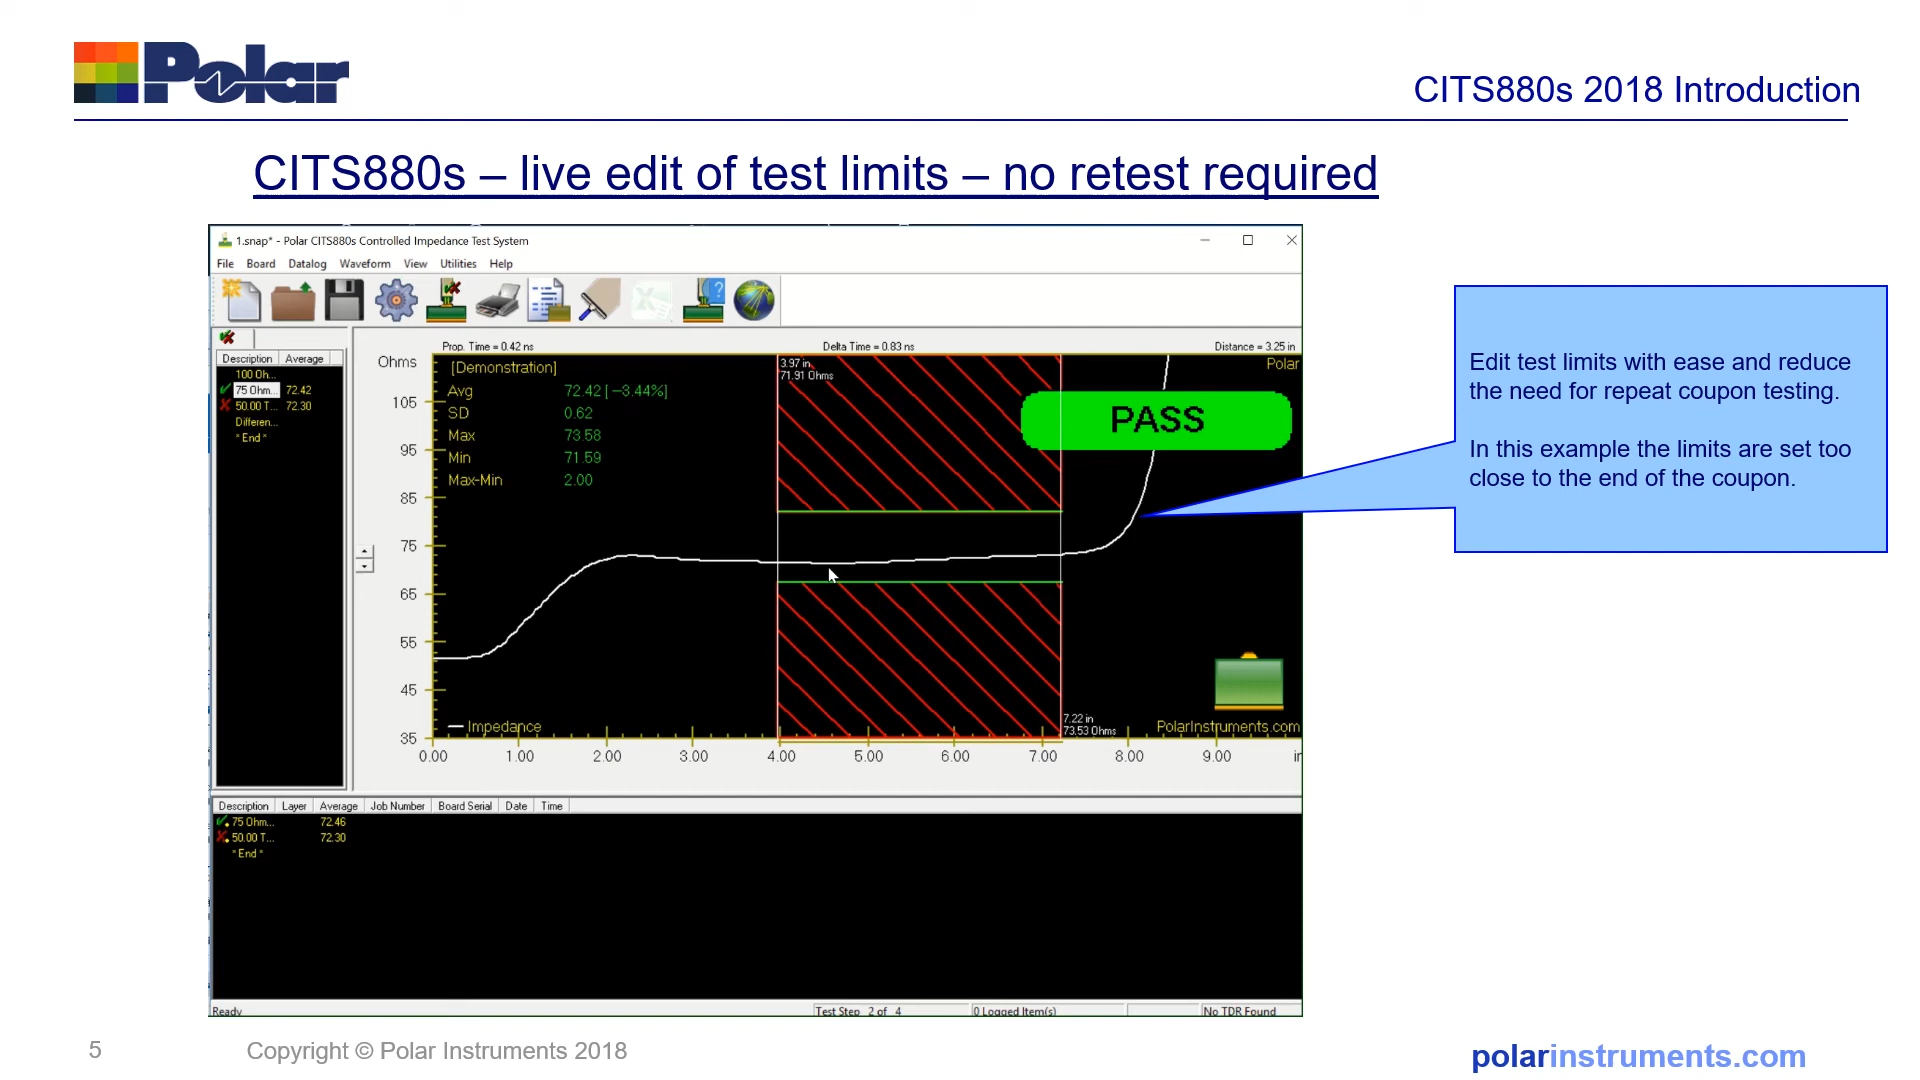 Polar
CITS880s 2018 Introduction
CITS880s – live edit of test limits – no retest required
1.snap* - Polar CITS880s Controlled Impedance Test System
File Board Datalog Waveform View Utilities Help
Description Average
100 Oh...
75 Ohm... 72.42
50.00 T... 72.30
Differen...
* End *
Prop. Time = 0.42 ns Delta Time = 0.83 ns Distance = 3.25 in
Ohms
[Demonstration]
Avg 72.42 [ -3.44%]
SD 0.62
Max 73.58
Min 71.59
Max-Min 2.00
3.97 in
71.91 Ohms
Polar
PASS
105
95
85
75
65
55
45
35
Impedance
7.22 in
73.53 Ohms
PolarInstruments.com
0.00 1.00 2.00 3.00 4.00 5.00 6.00 7.00 8.00 9.00 in
Description Layer Average Job Number Board Serial Date Time
75 Ohm... 72.46
50.00 T... 72.30
* End *
Ready Test Step 2 of 4 0 Logged Item(s) No TDR Found
Edit test limits with ease and reduce
the need for repeat coupon testing.
In this example the limits are set too
close to the end of the coupon.
5
Copyright © Polar Instruments 2018
polarinstruments.com